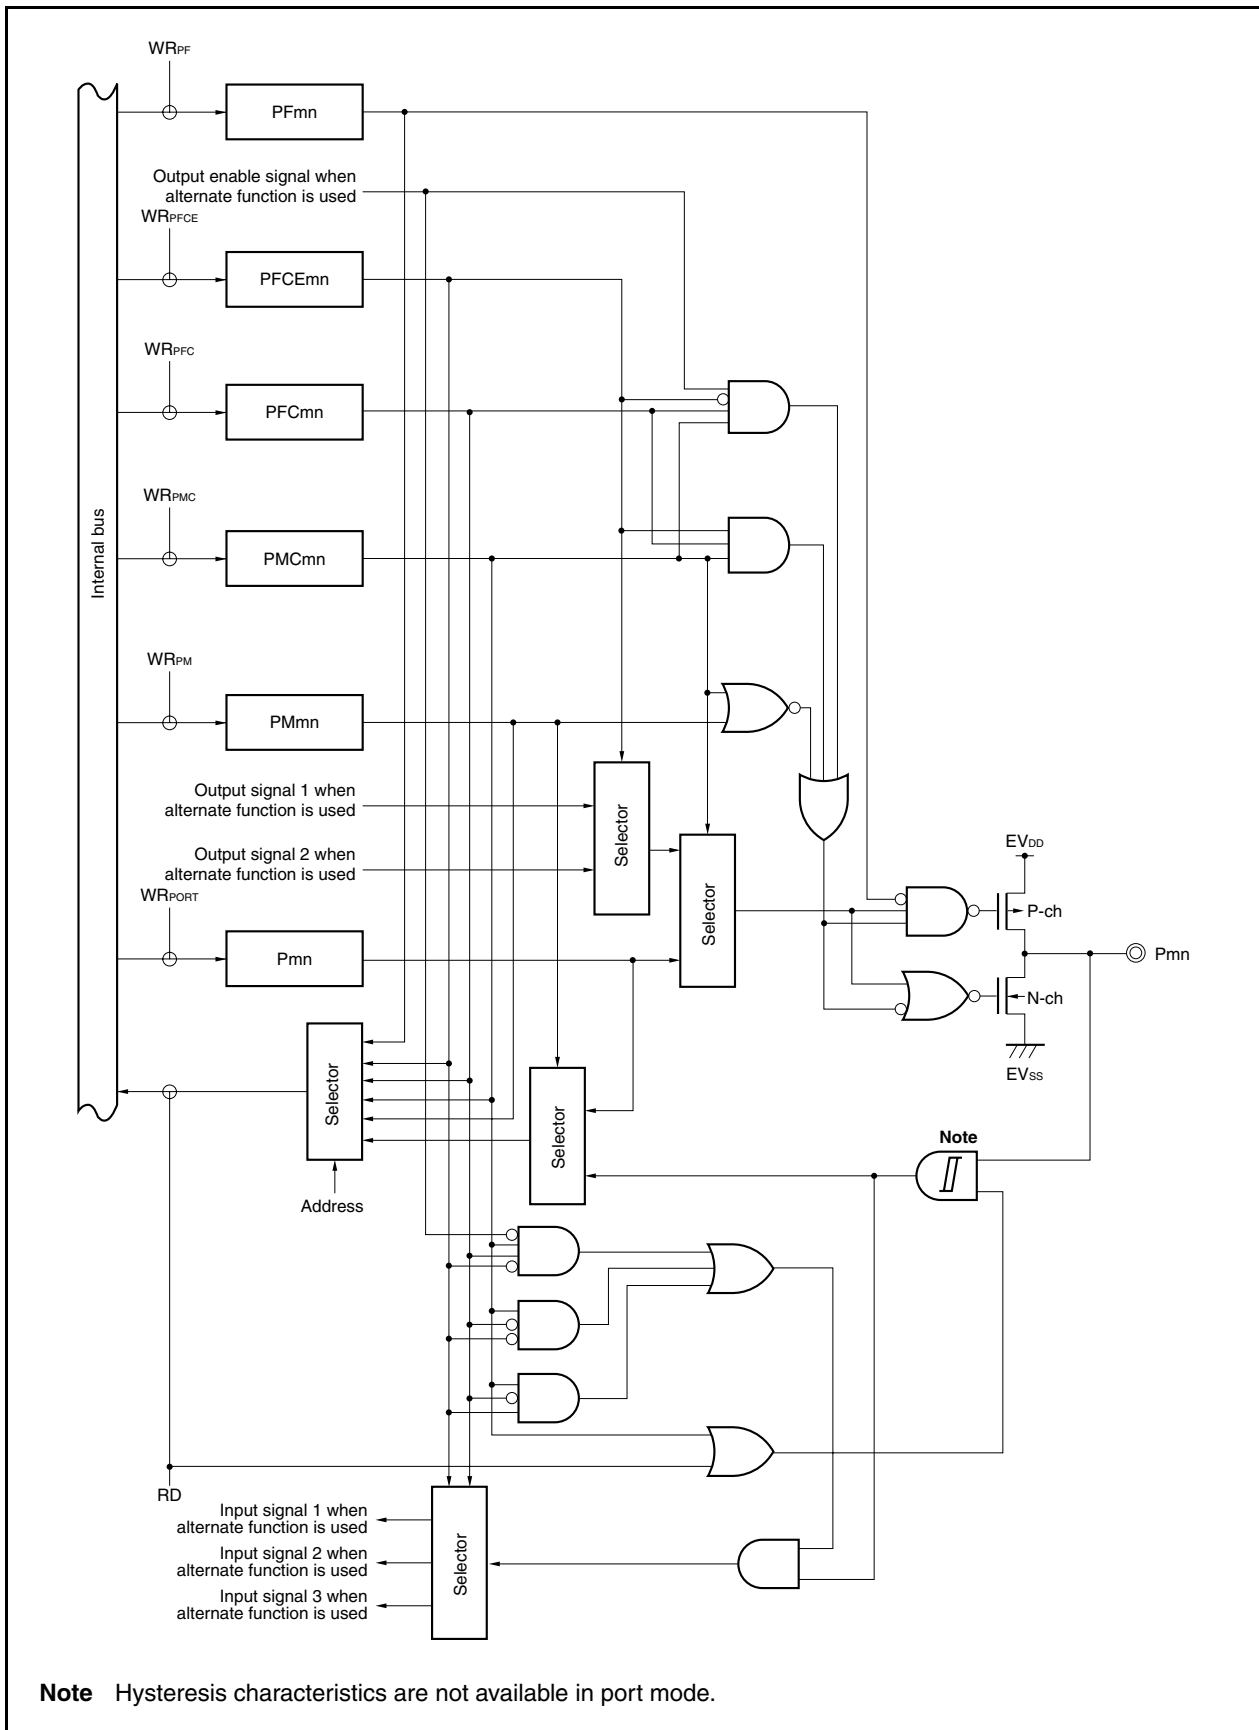 WRPF
PFmn
Output enable signal when
alternate function is used
WRPFCE
PFCEmn
WRPFC
PFCmn
WRPMC
PMCmn
Internal bus
WRPM
PMmn
Output signal 1 when
alternate function is used
Output signal 2 when
alternate function is used
Selector
Selector
WRPORT
Pmn
EVDD
P-ch
Pmn
N-ch
EVSS
Selector
Selector
Address
Note
RD
Input signal 1 when
alternate function is used
Input signal 2 when
alternate function is used
Input signal 3 when
alternate function is used
Selector
Note Hysteresis characteristics are not available in port mode.